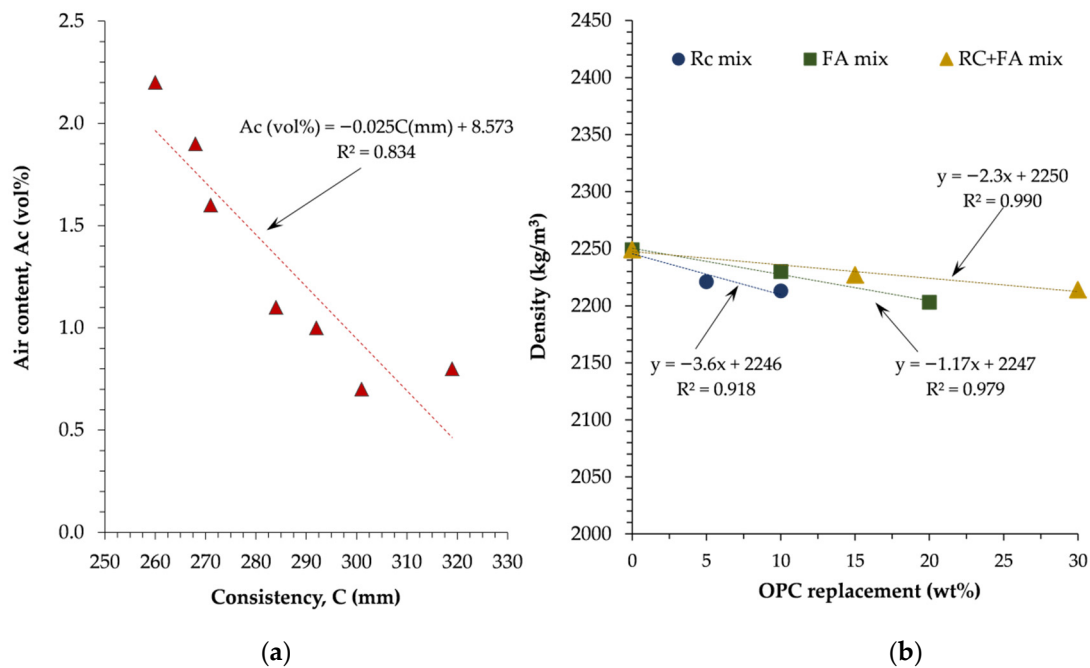 2.5
2.0
1.5
1.0
0.5
0.0
Air content, Ac (vol%)
Ac (vol%) = −0.025C(mm) + 8.573
R² = 0.834
250 260 270 280 290 300 310 320 330
Consistency, C (mm)
(a)
2450
2400
2350
2300
2250
2200
2150
2100
2050
2000
Density (kg/m³)
Rc mix FA mix RC+FA mix
y = −2.3x + 2250
R² = 0.990
y = −3.6x + 2246
R² = 0.918
y = −1.17x + 2247
R² = 0.979
0 5 10 15 20 25 30
OPC replacement (wt%)
(b)